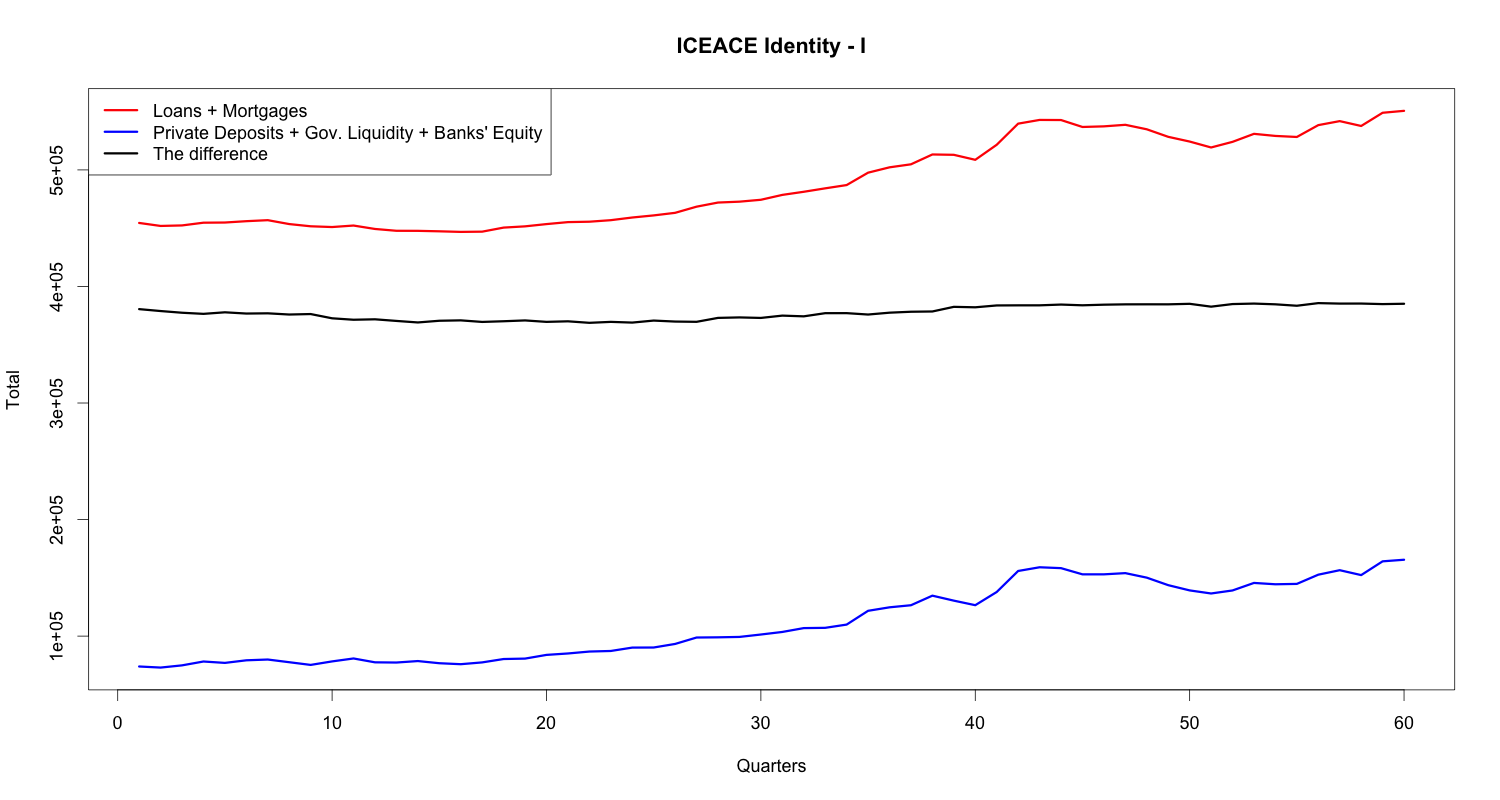 ICEACE Identity - I
Loans + Mortgages
Private Deposits + Gov. Liquidity + Banks' Equity
The difference
Total
5e+05
4e+05
3e+05
2e+05
1e+05
0 10 20 30 40 50 60
Quarters